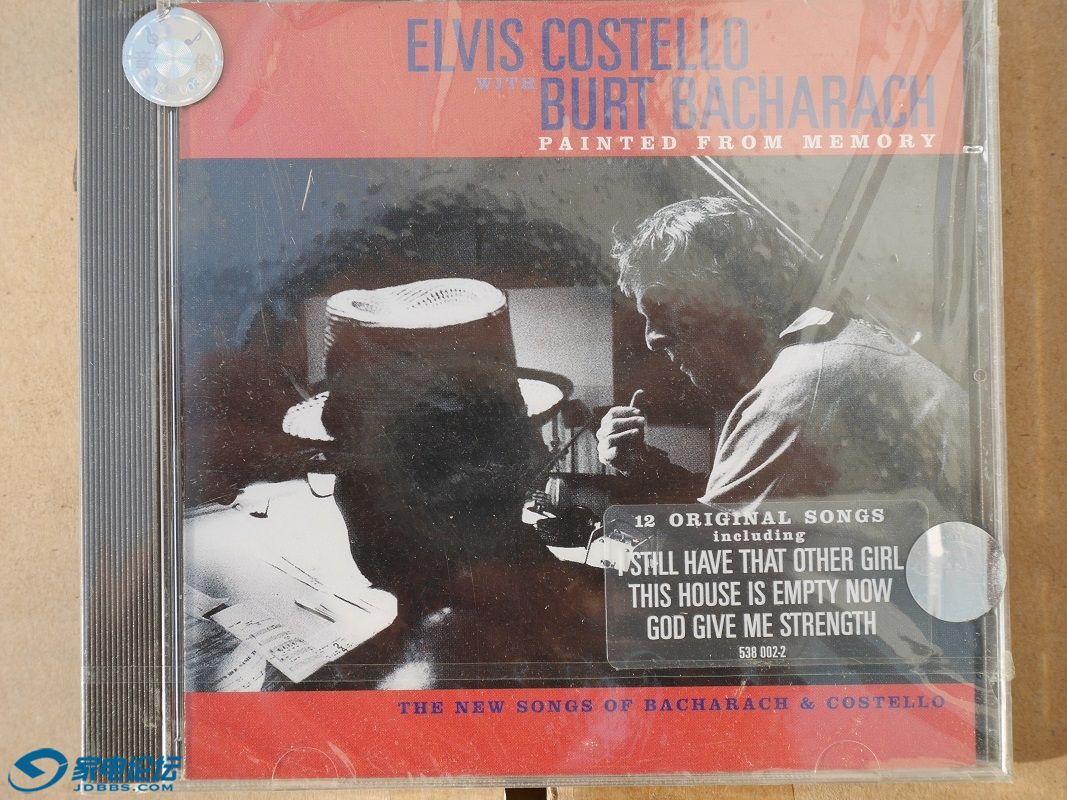 ELVIS COSTELLO
WITH
BURT BACHARACH
PAINTED FROM MEMORY
12 ORIGINAL SONGS
including
I STILL HAVE THAT OTHER GIRL
THIS HOUSE IS EMPTY NOW
GOD GIVE ME STRENGTH
538 002-2
THE NEW SONGS OF BACHARACH & COSTELLO
家电论坛
JDBBS.COM